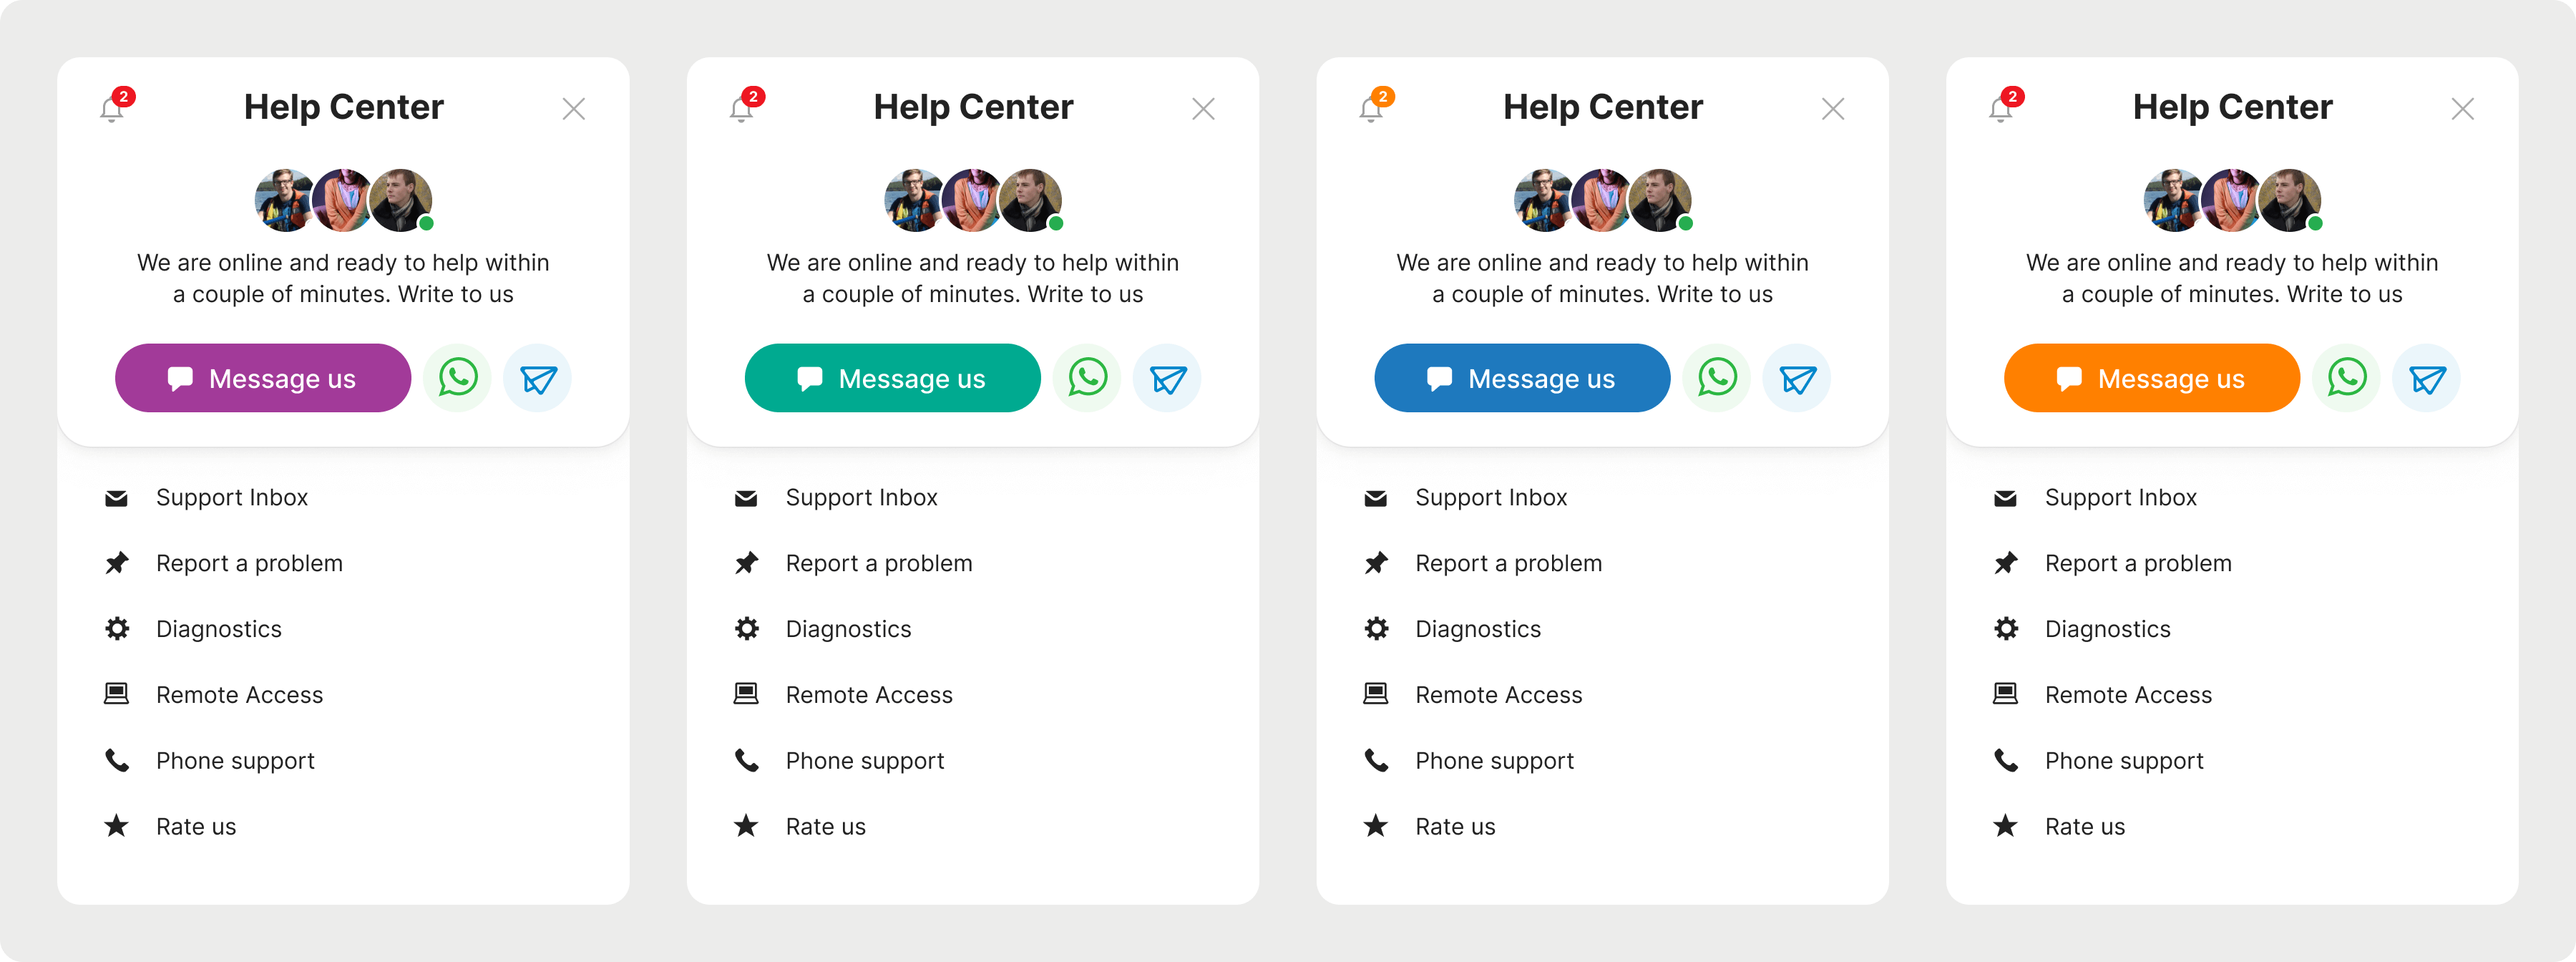 2
Help Center
We are online and ready to help within
a couple of minutes. Write to us
Message us
Support Inbox
Report a problem
Diagnostics
Remote Access
Phone support
Rate us
2
Help Center
We are online and ready to help within
a couple of minutes. Write to us
Message us
Support Inbox
Report a problem
Diagnostics
Remote Access
Phone support
Rate us
2
Help Center
We are online and ready to help within
a couple of minutes. Write to us
Message us
Support Inbox
Report a problem
Diagnostics
Remote Access
Phone support
Rate us
2
Help Center
We are online and ready to help within
a couple of minutes. Write to us
Message us
Support Inbox
Report a problem
Diagnostics
Remote Access
Phone support
Rate us